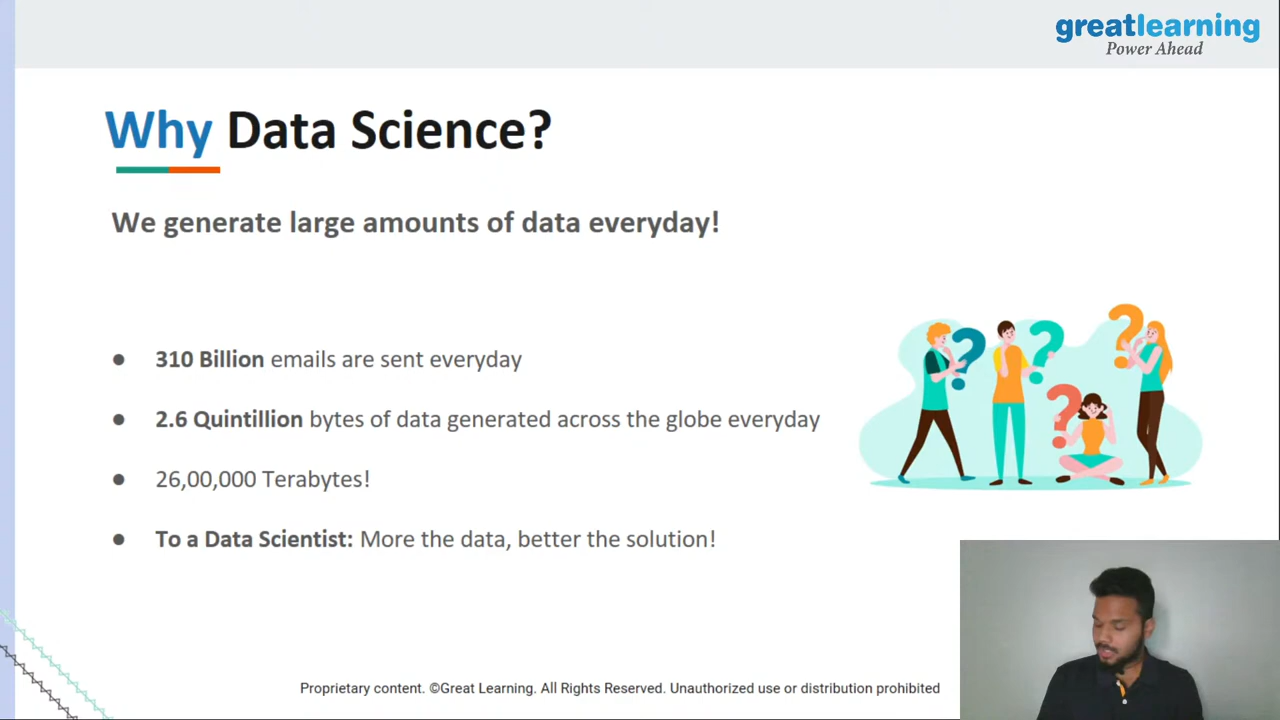 greatlearning
Power Ahead
Why Data Science?
We generate large amounts of data everyday!
● 310 Billion emails are sent everyday
● 2.6 Quintillion bytes of data generated across the globe everyday
● 26,00,000 Terabytes!
● To a Data Scientist: More the data, better the solution!
? ? ? ?
Proprietary content. ©Great Learning. All Rights Reserved. Unauthorized use or distribution prohibited